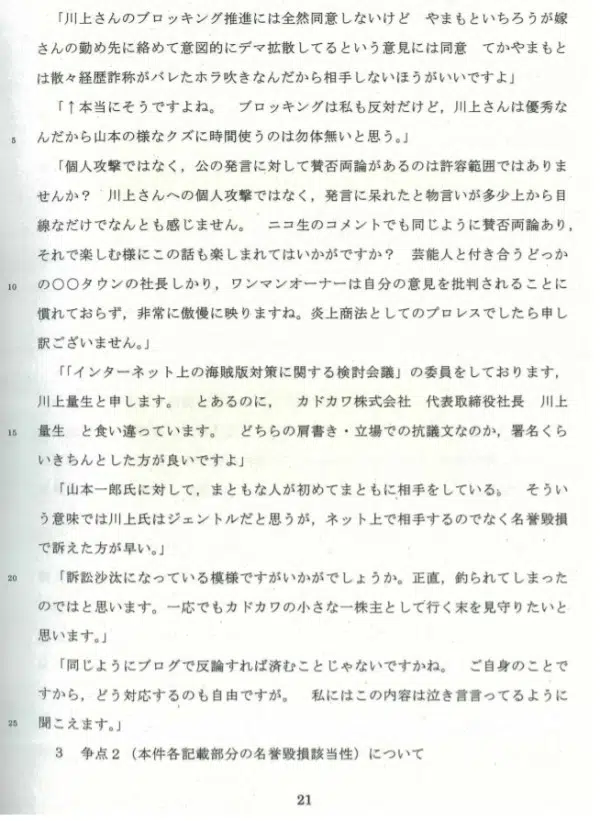 「川上さんのブロッキング推進には全然同意しないけど　やまもといちろうが嫁
さんの勤め先に絡めて意図的にデマ拡散してるという意見には同意　てかやまもと
は散々経歴詐称がバレたホラ吹きなんだから相手しないほうがいいですよ」
「↑本当にそうですよね。　ブロッキングは私も反対だけど，川上さんは優秀な
5 んだから山本の様なクズに時間使うのは勿体無いと思う。」
「個人攻撃ではなく，公の発言に対して賛否両論があるのは許容範囲ではありま
せんか？　川上さんへの個人攻撃ではなく，発言に呆れたと物言いが多少上から目
線なだけでなんとも感じません。　ニコ生のコメントでも同じように賛否両論あり，
それで楽しむ様にこの話も楽しまれてはいかがですか？　芸能人と付き合うどっか
10 の〇〇タウンの社長しかり，ワンマンオーナーは自分の意見を批判されることに
慣れておらず，非常に傲慢に映りますね。炎上商法としてのプロレスでしたら申し
訳ございません。」
「「インターネット上の海賊版対策に関する検討会議」の委員をしております，
川上量生と申します。　とあるのに，　カドカワ株式会社　代表取締役社長　川上
15 量生　と食い違っています。　どちらの肩書き・立場での抗議文なのか，署名くら
いきちんとした方が良いですよ」
「山本一郎氏に対して，まともな人が初めてまともに相手をしている。　そうい
う意味では川上氏はジェントルだと思うが，ネット上で相手するのでなく名誉毀損
で訴えた方が早い。」
20 「訴訟沙汰になっている模様ですがいかがでしょうか。正直，釣られてしまった
のではと思います。一応でもカドカワの小さな一株主として行く末を見守りたいと
思います。」
「同じようにブログで反論すれば済むことじゃないですかね。　ご自身のことで
すから，どう対応するのも自由ですが。　私にはこの内容は泣き言言ってるように
25 聞こえます。」
3　争点２（本件各記載部分の名誉毀損該当性）について
21